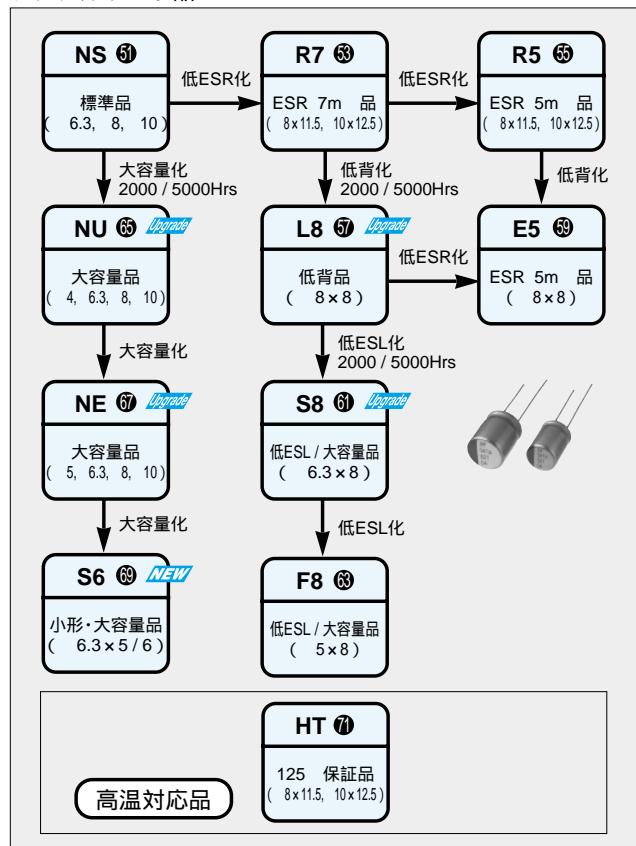 NS 51
標準品
( 6.3, 8, 10)
低ESR化
R7 53
ESR 7m 品
( 8×11.5, 10×12.5)
低ESR化
R5 55
ESR 5m 品
( 8×11.5, 10×12.5)
大容量化
2000 / 5000Hrs
低背化
2000 / 5000Hrs
低背化
NU 65 Upgrade
大容量品
( 4, 6.3, 8, 10)
L8 57 Upgrade
低背品
( 8×8 )
低ESR化
E5 59
ESR 5m 品
( 8×8 )
大容量化
低ESL化
2000 / 5000Hrs
NE 67 Upgrade
大容量品
( 5, 6.3, 8, 10)
S8 61 Upgrade
低ESL / 大容量品
( 6.3×8 )
大容量化
低ESL化
S6 69 NEW
小形・大容量品
( 6.3×5 / 6 )
F8 63
低ESL / 大容量品
( 5×8 )
HT 71
125 保証品
( 8×11.5, 10×12.5)
高温対応品